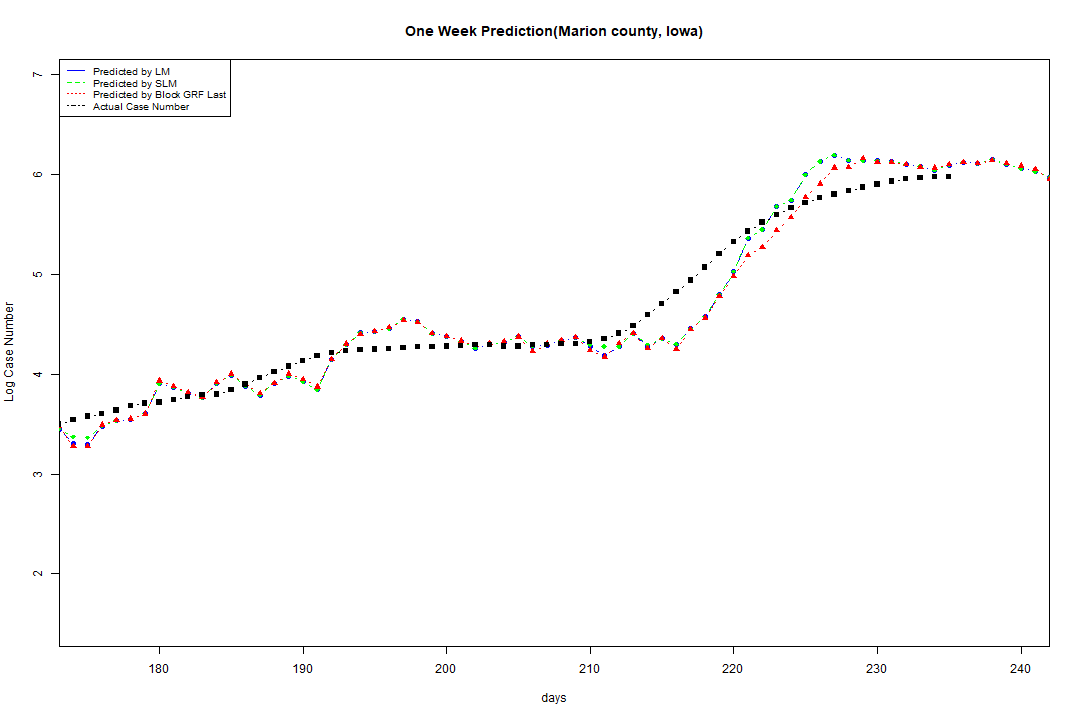 One Week Prediction(Marion county, Iowa)
Predicted by LM
Predicted by SLM
Predicted by Block GRF Last
Actual Case Number
7
6
5
4
3
2
Log Case Number
180 190 200 210 220 230 240
days